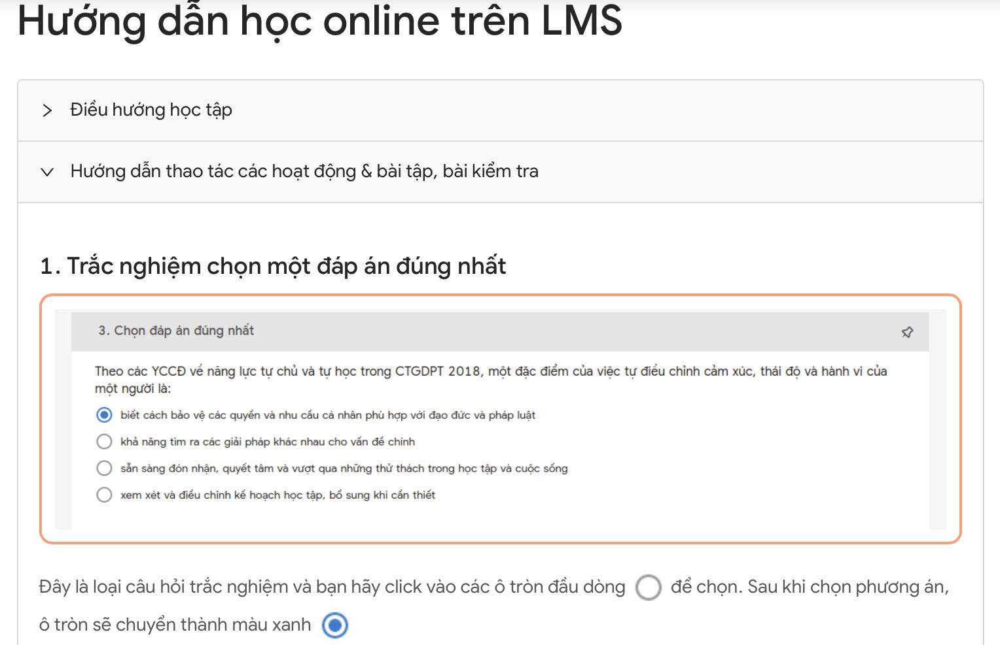 Hướng dẫn học online trên LMS
Điều hướng học tập
Hướng dẫn thao tác các hoạt động & bài tập, bài kiểm tra
1. Trắc nghiệm chọn một đáp án đúng nhất
3. Chọn đáp án đúng nhất
Theo các YCCĐ về năng lực tự chủ và tự học trong CTGDPT 2018, một đặc điểm của việc tự điều chỉnh cảm xúc, thái độ và hành vi của
một người là:
biết cách bảo vệ các quyền và nhu cầu cá nhân phù hợp với đạo đức và pháp luật
khả năng tìm ra các giải pháp khác nhau cho vấn đề chính
sẵn sàng đón nhận, quyết tâm và vượt qua những thử thách trong học tập và cuộc sống
xem xét và điều chỉnh kế hoạch học tập, bổ sung khi cần thiết
Đây là loại câu hỏi trắc nghiệm và bạn hãy click vào các ô tròn đầu dòng để chọn. Sau khi chọn phương án,
ô tròn sẽ chuyển thành màu xanh